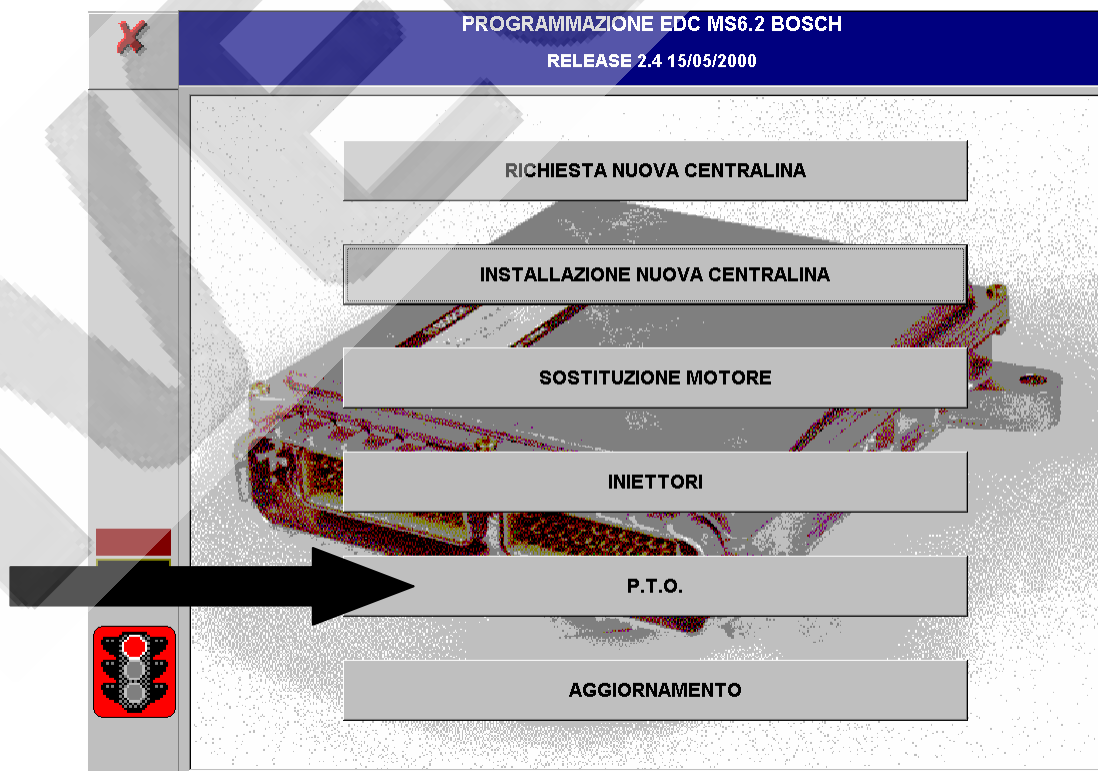 PROGRAMMAZIONE EDC MS6.2 BOSCH
RELEASE 2.4 15/05/2000
RICHIESTA NUOVA CENTRALINA
INSTALLAZIONE NUOVA CENTRALINA
SOSTITUZIONE MOTORE
INIETTORI
P.T.O.
AGGIORNAMENTO